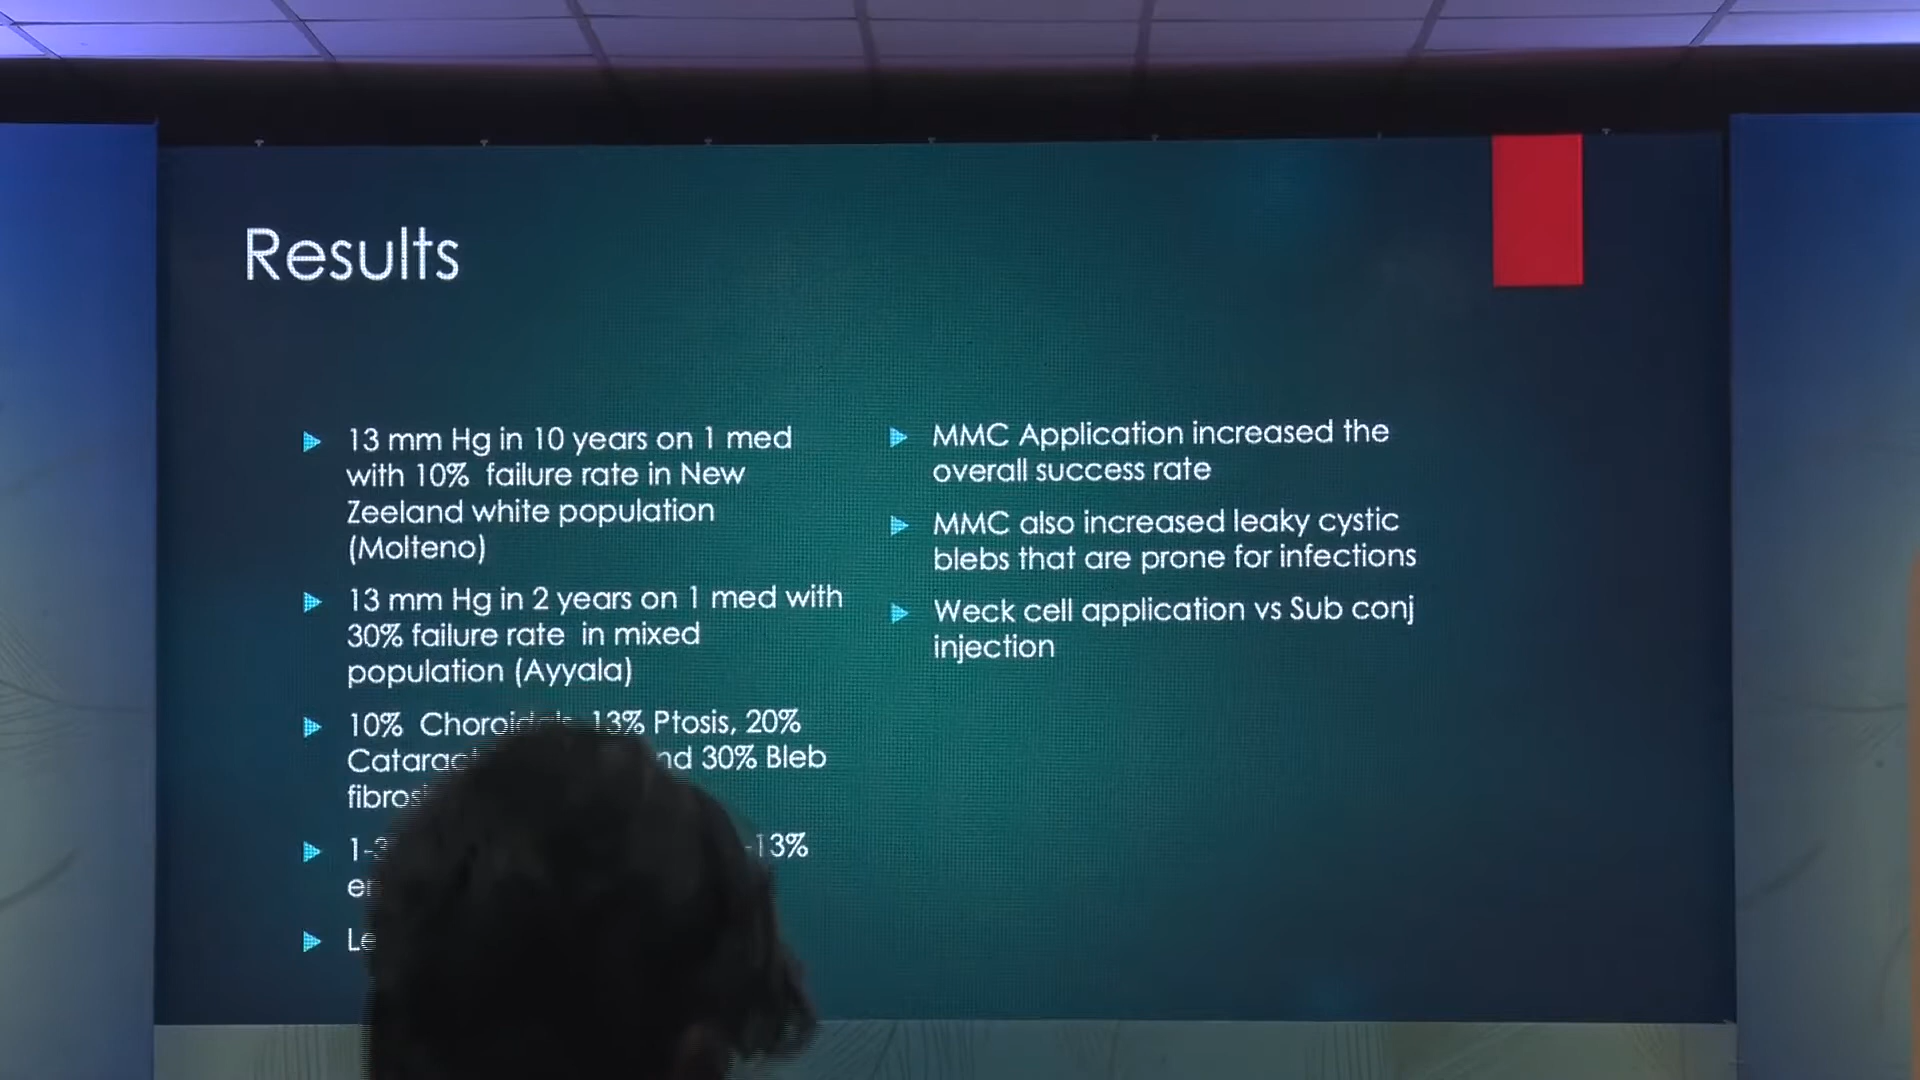 Results
13 mm Hg in 10 years on 1 med
with 10% failure rate in New
Zeeland white population
(Molteno)
13 mm Hg in 2 years on 1 med with
30% failure rate in mixed
population (Ayyala)
10% 13% Ptosis, 20%
30% Bleb
13%
MMC Application increased the
overall success rate
MMC also increased leaky cystic
blebs that are prone for infections
Weck cell application vs Sub conj
injection